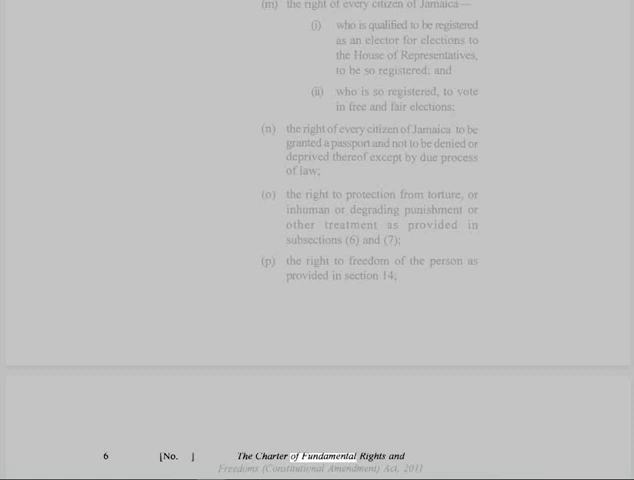 (m) the right of every citizen of Jamaica—
(i) who is qualified to be registered
as an elector for elections to
the House of Representatives,
to be so registered; and
(ii) who is so registered, to vote
in free and fair elections;
(n) the right of every citizen of Jamaica to be
granted a passport and not to be denied or
deprived thereof except by due process
of law;
(o) the right to protection from torture, or
inhuman or degrading punishment or
other treatment as provided in
subsections (6) and (7);
(p) the right to freedom of the person as
provided in section 14;
6 [No. ] The Charter of Fundamental Rights and
Freedoms (Constitutional Amendment) Act, 2011